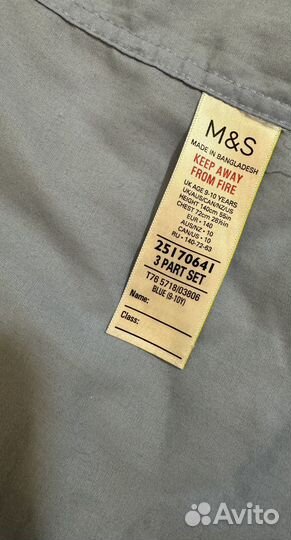 M&S
MADE IN BANGLADESH
KEEP AWAY
FROM FIRE
UK AGE 9-10 YEARS
UK/AUS/CAN/NZ/US
HEIGHT 140cm 55in
CHEST 72cm 28½in
EUR - 140
AUS/NZ - 10
CAN/US - 10
RU - 140-72-63
25170641
3 PART SET
T76 5718/03806
BLUE (9-10Y)
Name:
Class:
Avito